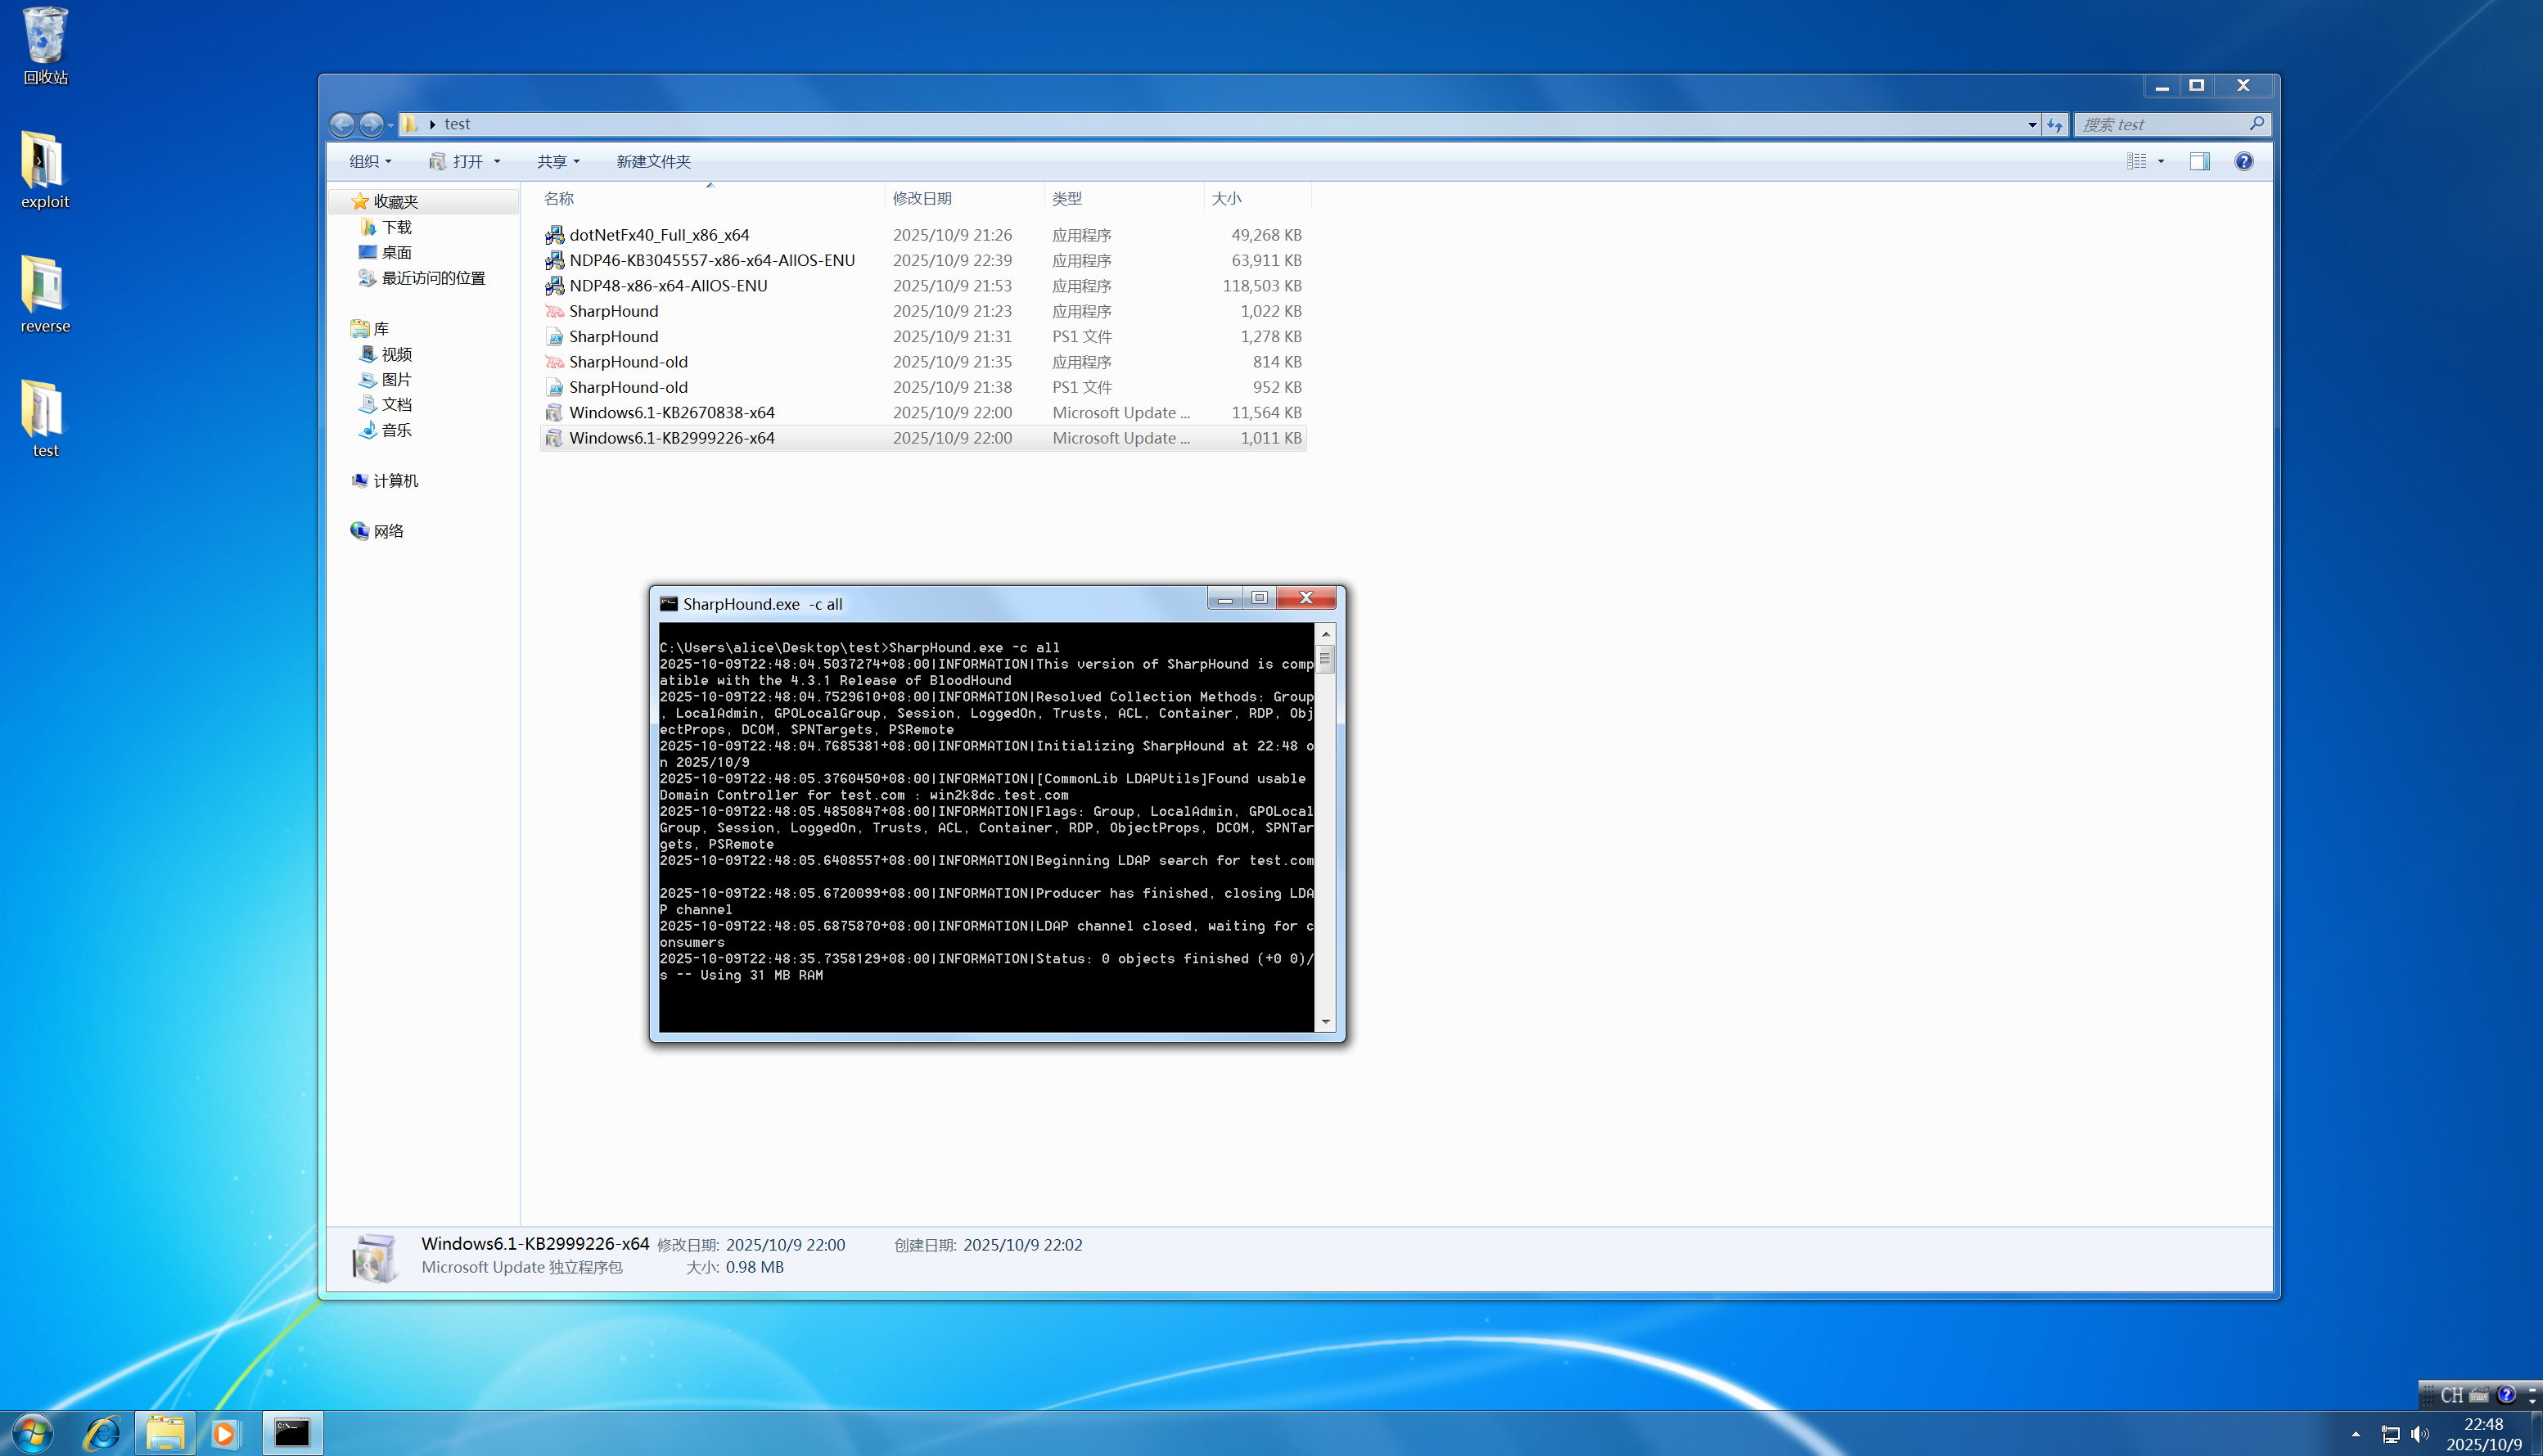 回收站
exploit
reverse
test
test
搜索 test
组织 打开 共享 新建文件夹
收藏夹
下载
桌面
最近访问的位置
库
视频
图片
文档
音乐
计算机
网络
名称 修改日期 类型 大小
dotNetFx40_Full_x86_x64 2025/10/9 21:26 应用程序 49,268 KB
NDP46-KB3045557-x86-x64-AllOS-ENU 2025/10/9 22:39 应用程序 63,911 KB
NDP48-x86-x64-AllOS-ENU 2025/10/9 21:53 应用程序 118,503 KB
SharpHound 2025/10/9 21:23 应用程序 1,022 KB
SharpHound 2025/10/9 21:31 PS1 文件 1,278 KB
SharpHound-old 2025/10/9 21:35 应用程序 814 KB
SharpHound-old 2025/10/9 21:38 PS1 文件 952 KB
Windows6.1-KB2670838-x64 2025/10/9 22:00 Microsoft Update ... 11,564 KB
Windows6.1-KB2999226-x64 2025/10/9 22:00 Microsoft Update ... 1,011 KB
SharpHound.exe -c all
C:\Users\alice\Desktop\test>SharpHound.exe -c all
2025-10-09T22:48:04.5037274+08:00|INFORMATION|This version of SharpHound is comp
atible with the 4.3.1 Release of BloodHound
2025-10-09T22:48:04.7529610+08:00|INFORMATION|Resolved Collection Methods: Group
, LocalAdmin, GPOLocalGroup, Session, LoggedOn, Trusts, ACL, Container, RDP, Obj
ectProps, DCOM, SPNTargets, PSRemote
2025-10-09T22:48:04.7685381+08:00|INFORMATION|Initializing SharpHound at 22:48 o
n 2025/10/9
2025-10-09T22:48:05.3760450+08:00|INFORMATION|[CommonLib LDAPUtils]Found usable
Domain Controller for test.com : win2k8dc.test.com
2025-10-09T22:48:05.4850847+08:00|INFORMATION|Flags: Group, LocalAdmin, GPOLocal
Group, Session, LoggedOn, Trusts, ACL, Container, RDP, ObjectProps, DCOM, SPNTar
gets, PSRemote
2025-10-09T22:48:05.6408557+08:00|INFORMATION|Beginning LDAP search for test.com
2025-10-09T22:48:05.6720099+08:00|INFORMATION|Producer has finished, closing LDA
P channel
2025-10-09T22:48:05.6875870+08:00|INFORMATION|LDAP channel closed, waiting for c
onsumers
2025-10-09T22:48:35.7358129+08:00|INFORMATION|Status: 0 objects finished (+0 0)/
s -- Using 31 MB RAM
Windows6.1-KB2999226-x64 修改日期: 2025/10/9 22:00 创建日期: 2025/10/9 22:02
Microsoft Update 独立程序包 大小: 0.98 MB
CH
22:48
2025/10/9